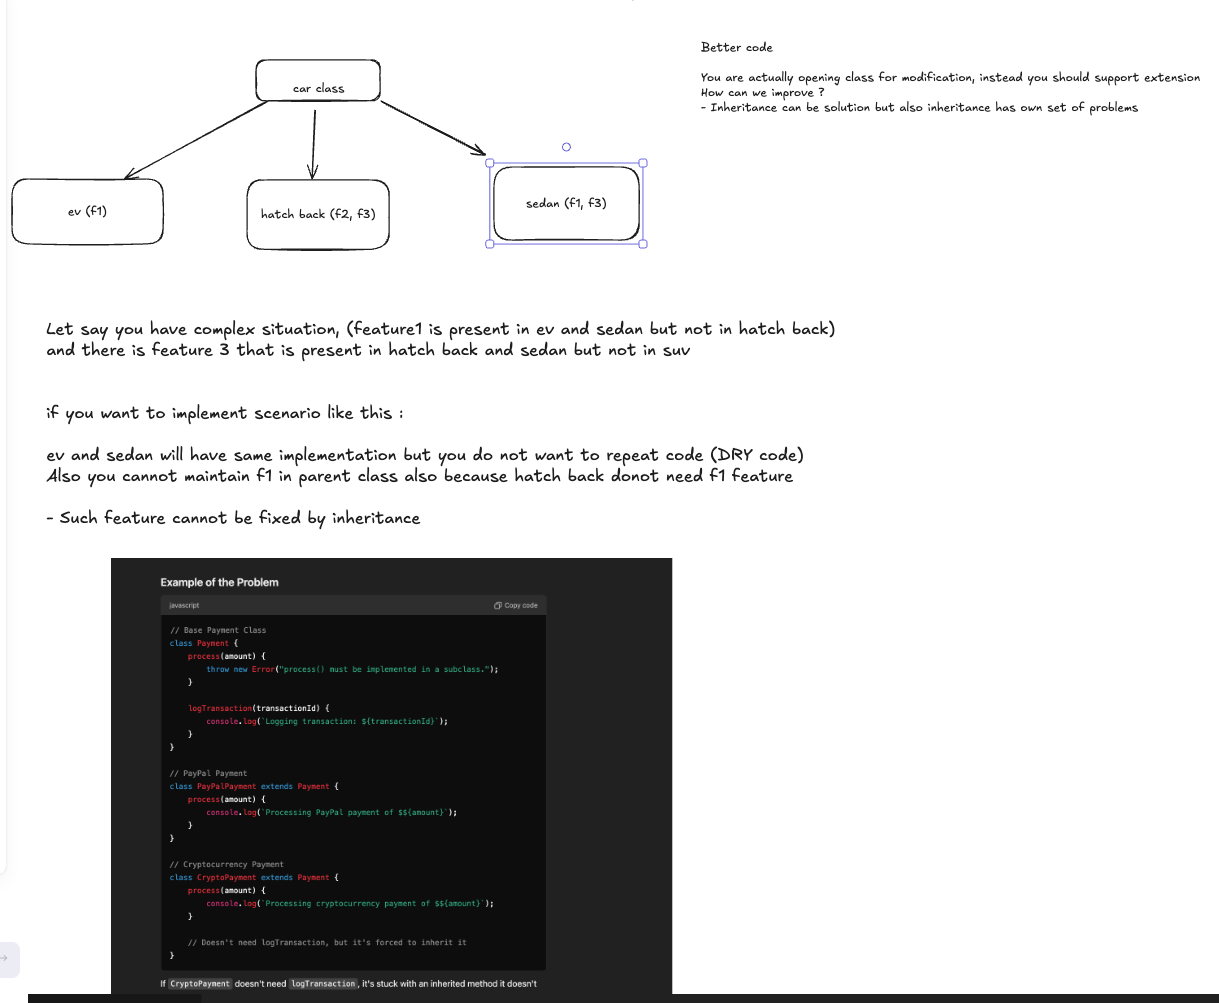 car class
ev (f1)
hatch back (f2, f3)
sedan (f1, f3)
Better code
You are actually opening class for modification, instead you should support extension
How can we improve ?
- Inheritance can be solution but also inheritance has own set of problems
Let say you have complex situation, (feature1 is present in ev and sedan but not in hatch back)
and there is feature 3 that is present in hatch back and sedan but not in suv
if you want to implement scenario like this :
ev and sedan will have same implementation but you do not want to repeat code (DRY code)
Also you cannot maintain f1 in parent class also because hatch back donot need f1 feature
- Such feature cannot be fixed by inheritance
Example of the Problem
javascript
Copy code
// Base Payment Class
class Payment {
process(amount) {
throw new Error("process() must be implemented in a subclass.");
}
logTransaction(transactionId) {
console.log(`Logging transaction: ${transactionId}`);
}
}
// PayPal Payment
class PayPalPayment extends Payment {
process(amount) {
console.log(`Processing PayPal payment of $${amount}`);
}
}
// Cryptocurrency Payment
class CryptoPayment extends Payment {
process(amount) {
console.log(`Processing cryptocurrency payment of $${amount}`);
}
// Doesn't need logTransaction, but it's forced to inherit it
}
If CryptoPayment doesn't need logTransaction, it's stuck with an inherited method it doesn't